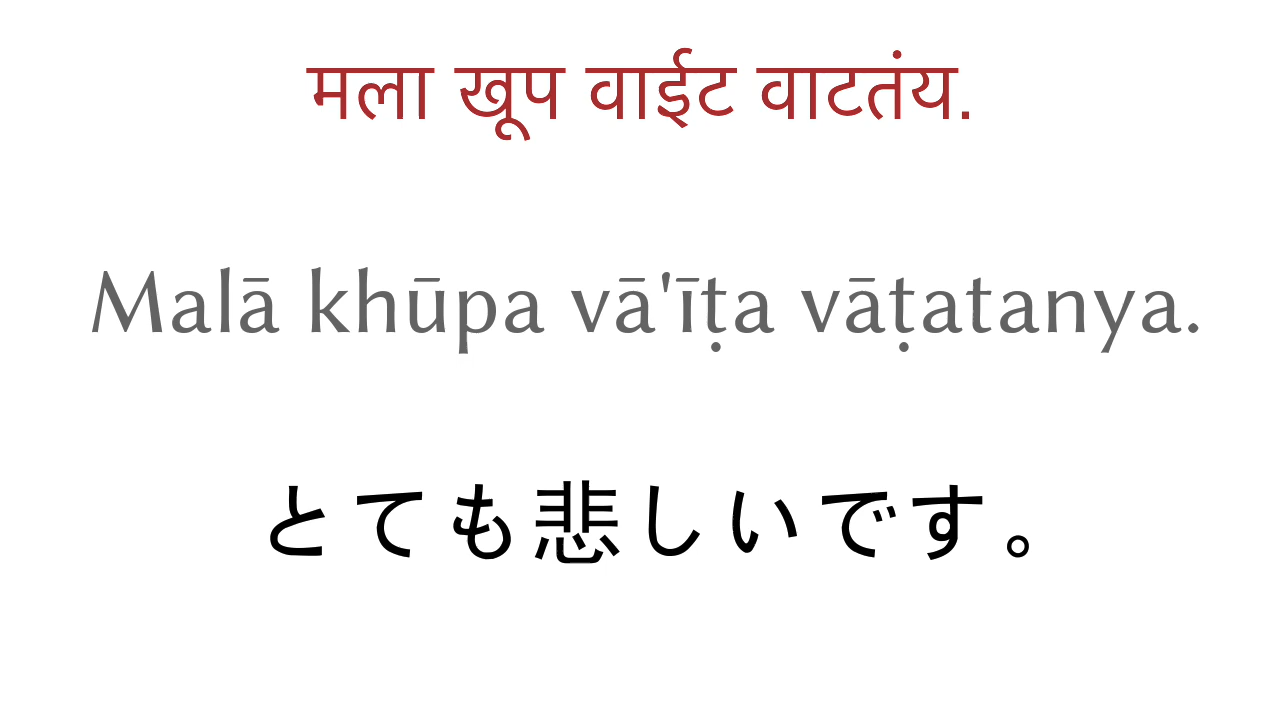 मला खूप वाईट वाटतंय.
Malā khūpa vā'īṭa vāṭatanya.
とても悲しいです。